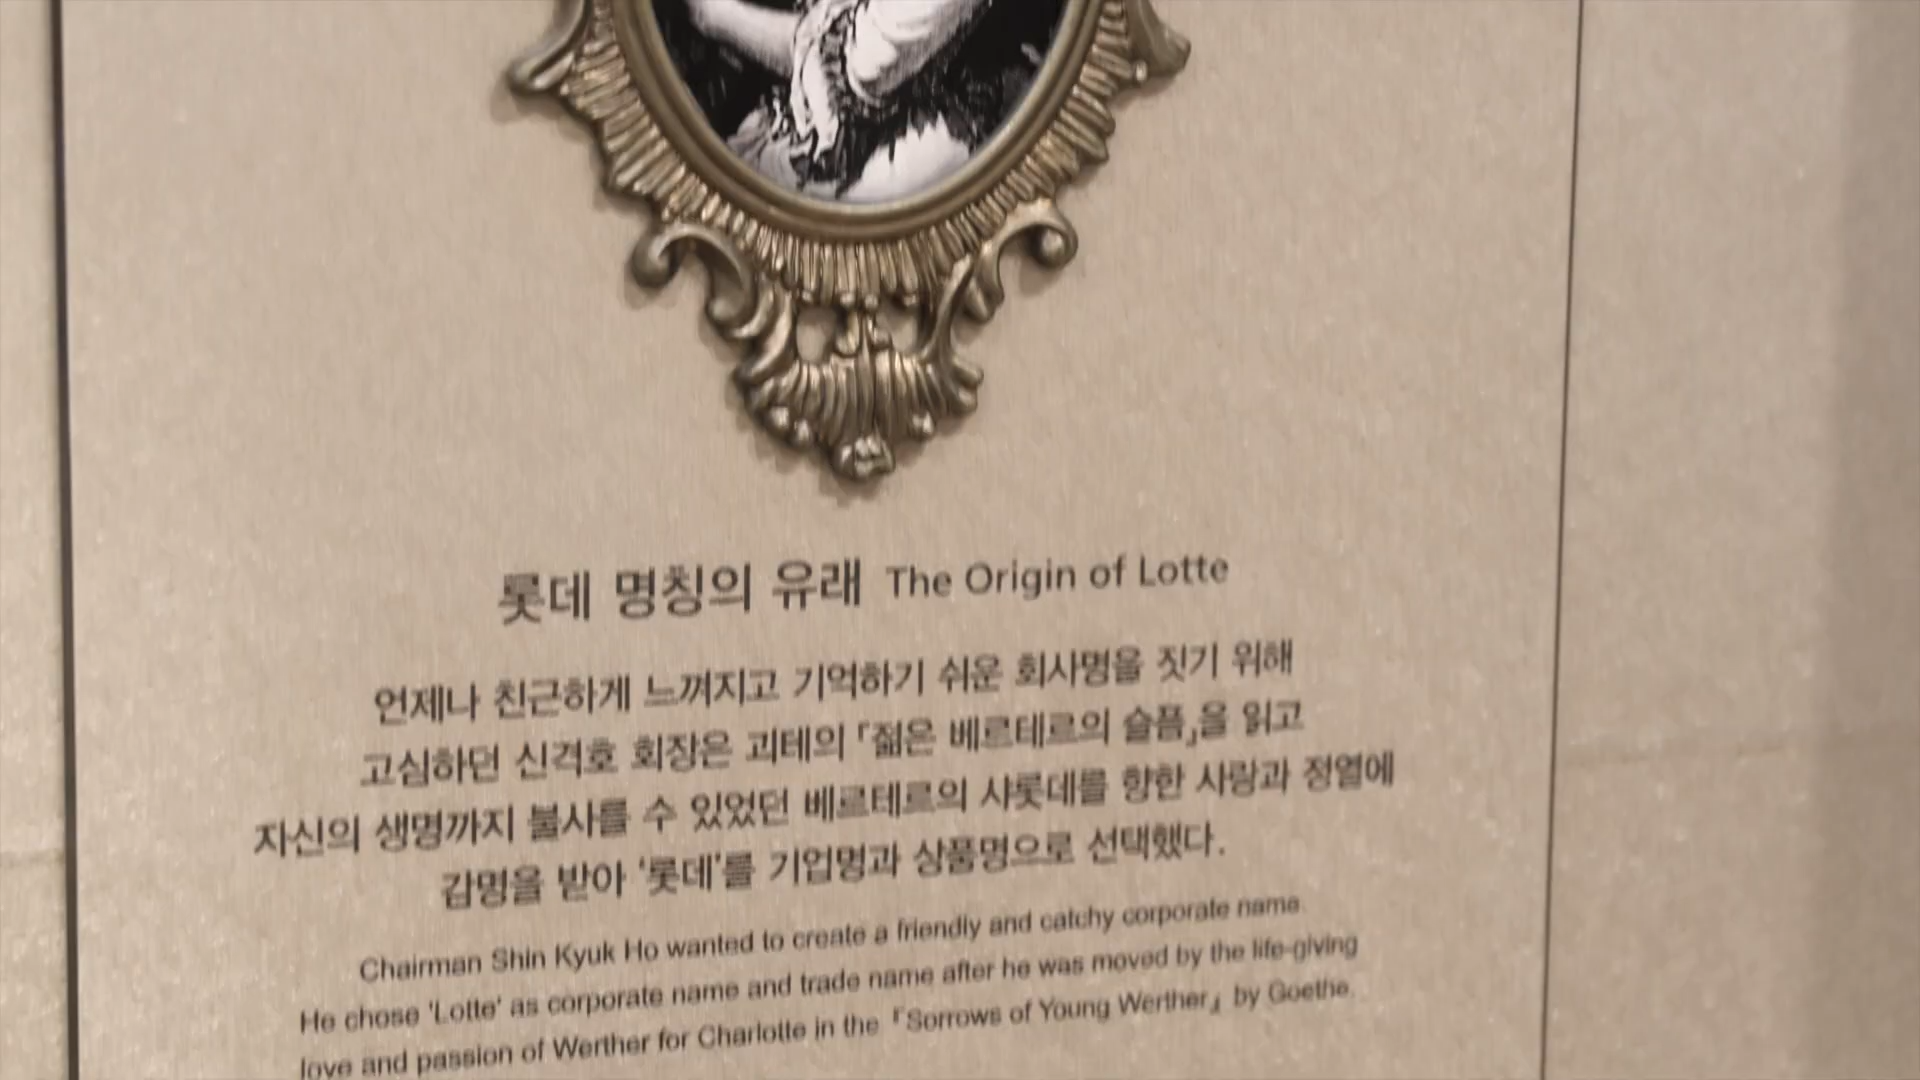 롯데 명칭의 유래 The Origin of Lotte
언제나 친근하게 느껴지고 기억하기 쉬운 회사명을 짓기 위해
고심하던 신격호 회장은 괴테의 「젊은 베르테르의 슬픔」을 읽고
자신의 생명까지 불사를 수 있었던 베르테르의 샤롯데를 향한 사랑과 정열에
감명을 받아 '롯데'를 기업명과 상품명으로 선택했다.
Chairman Shin Kyuk Ho wanted to create a friendly and catchy corporate name.
He chose 'Lotte' as corporate name and trade name after he was moved by the life-giving
love and passion of Werther for Charlotte in the 『Sorrows of Young Werther』 by Goethe.